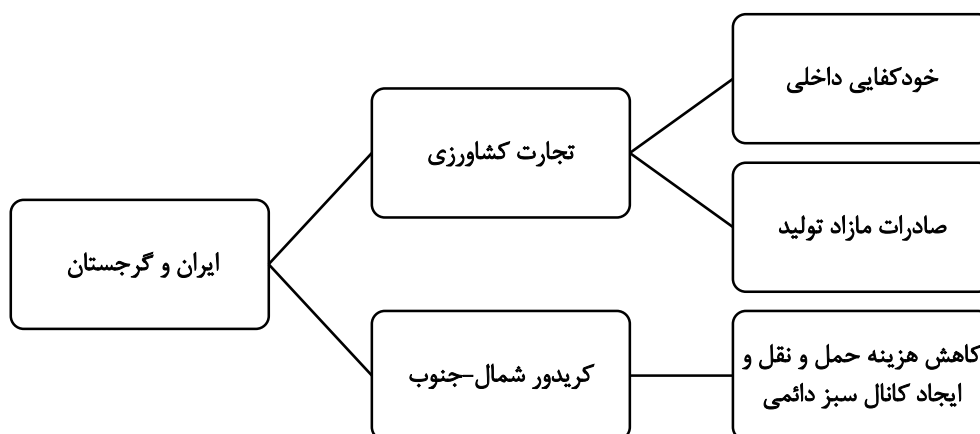 ایران و گرجستان
تجارت کشاورزی
خودکفایی داخلی
صادرات مازاد تولید
کریدور شمال-جنوب
کاهش هزینه حمل و نقل و
ایجاد کانال سبز دائمی